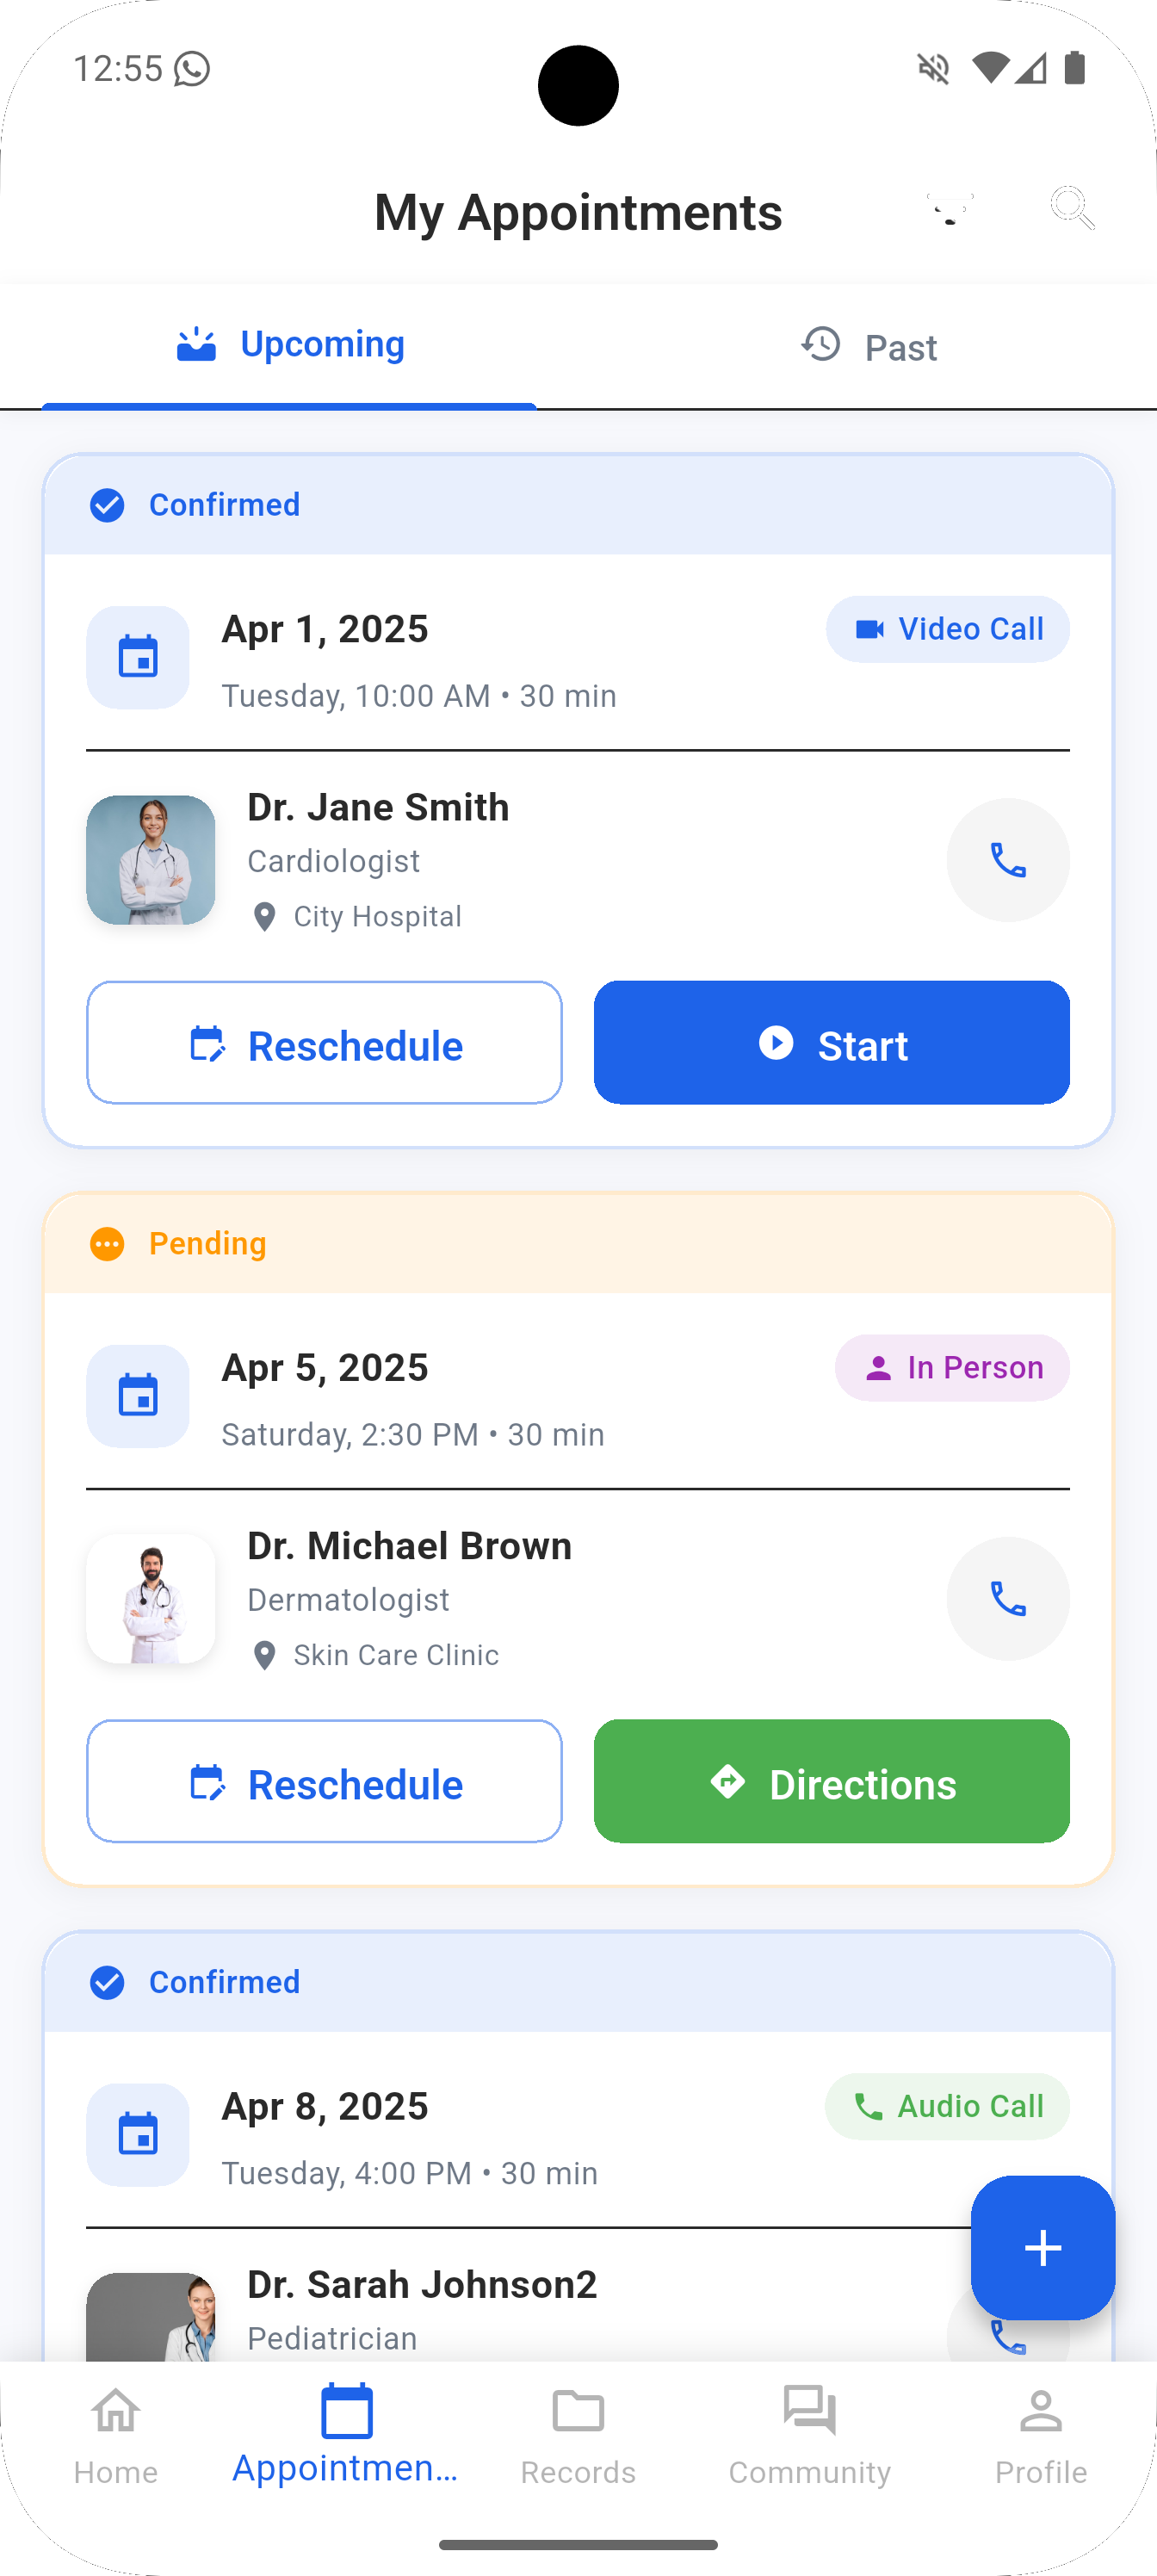 12:55
My Appointments
Upcoming
Past
Confirmed
Apr 1, 2025
Video Call
Tuesday, 10:00 AM • 30 min
Dr. Jane Smith
Cardiologist
City Hospital
Reschedule
Start
Pending
Apr 5, 2025
In Person
Saturday, 2:30 PM • 30 min
Dr. Michael Brown
Dermatologist
Skin Care Clinic
Reschedule
Directions
Confirmed
Apr 8, 2025
Audio Call
Tuesday, 4:00 PM • 30 min
Dr. Sarah Johnson2
Pediatrician
Home
Appointmen...
Records
Community
Profile